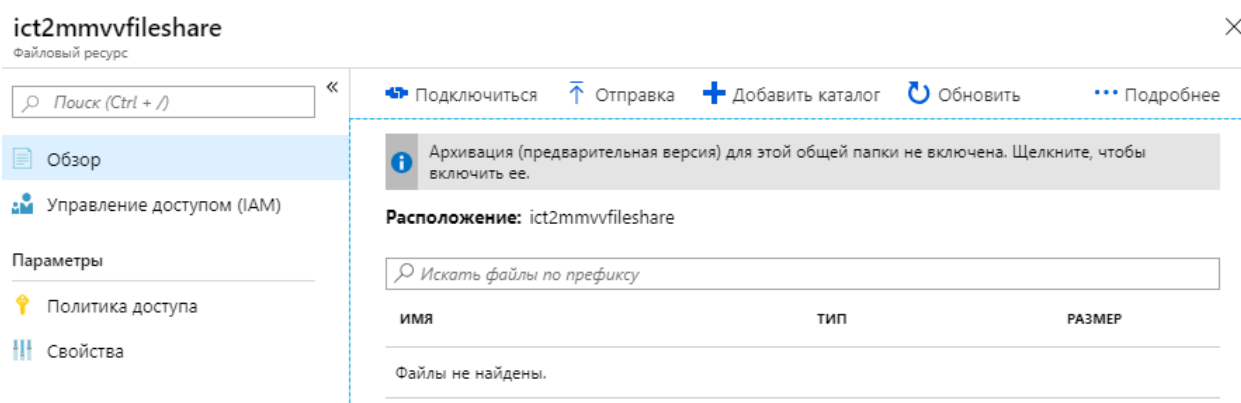 ict2mmvvfileshare
Файловый ресурс
Поиск (Ctrl + /)
Обзор
Управление доступом (IAM)
Параметры
Политика доступа
Свойства
Подключиться Отправка Добавить каталог Обновить Подробнее
Архивация (предварительная версия) для этой общей папки не включена. Щелкните, чтобы
включить ее.
Расположение: ict2mmvvfileshare
Искать файлы по префиксу
ИМЯ ТИП РАЗМЕР
Файлы не найдены.